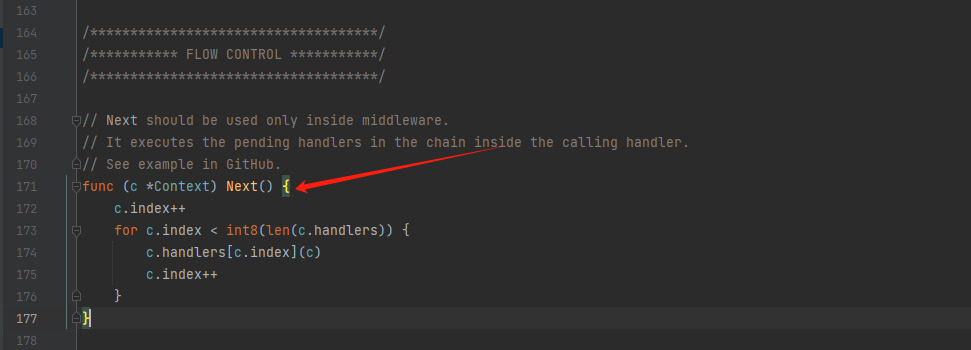 163
164 /************************************/
165 /*********** FLOW CONTROL ***********/
166 /************************************/
167
168 // Next should be used only inside middleware.
169 // It executes the pending handlers in the chain inside the calling handler.
170 // See example in GitHub.
171 func (c *Context) Next() {
172     c.index++
173     for c.index < int8(len(c.handlers)) {
174         c.handlers[c.index](c)
175         c.index++
176     }
177 }
178